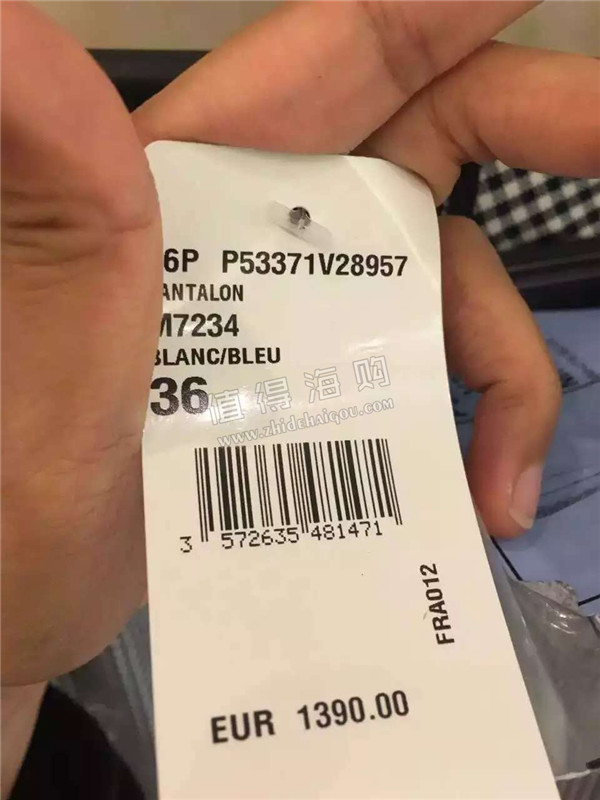 6P P53371V28957
ANTALON
M7234
BLANC/BLEU
36
值得海购
www.zhidehaigou.com
3 572635 481471
FRA012
EUR 1390.00